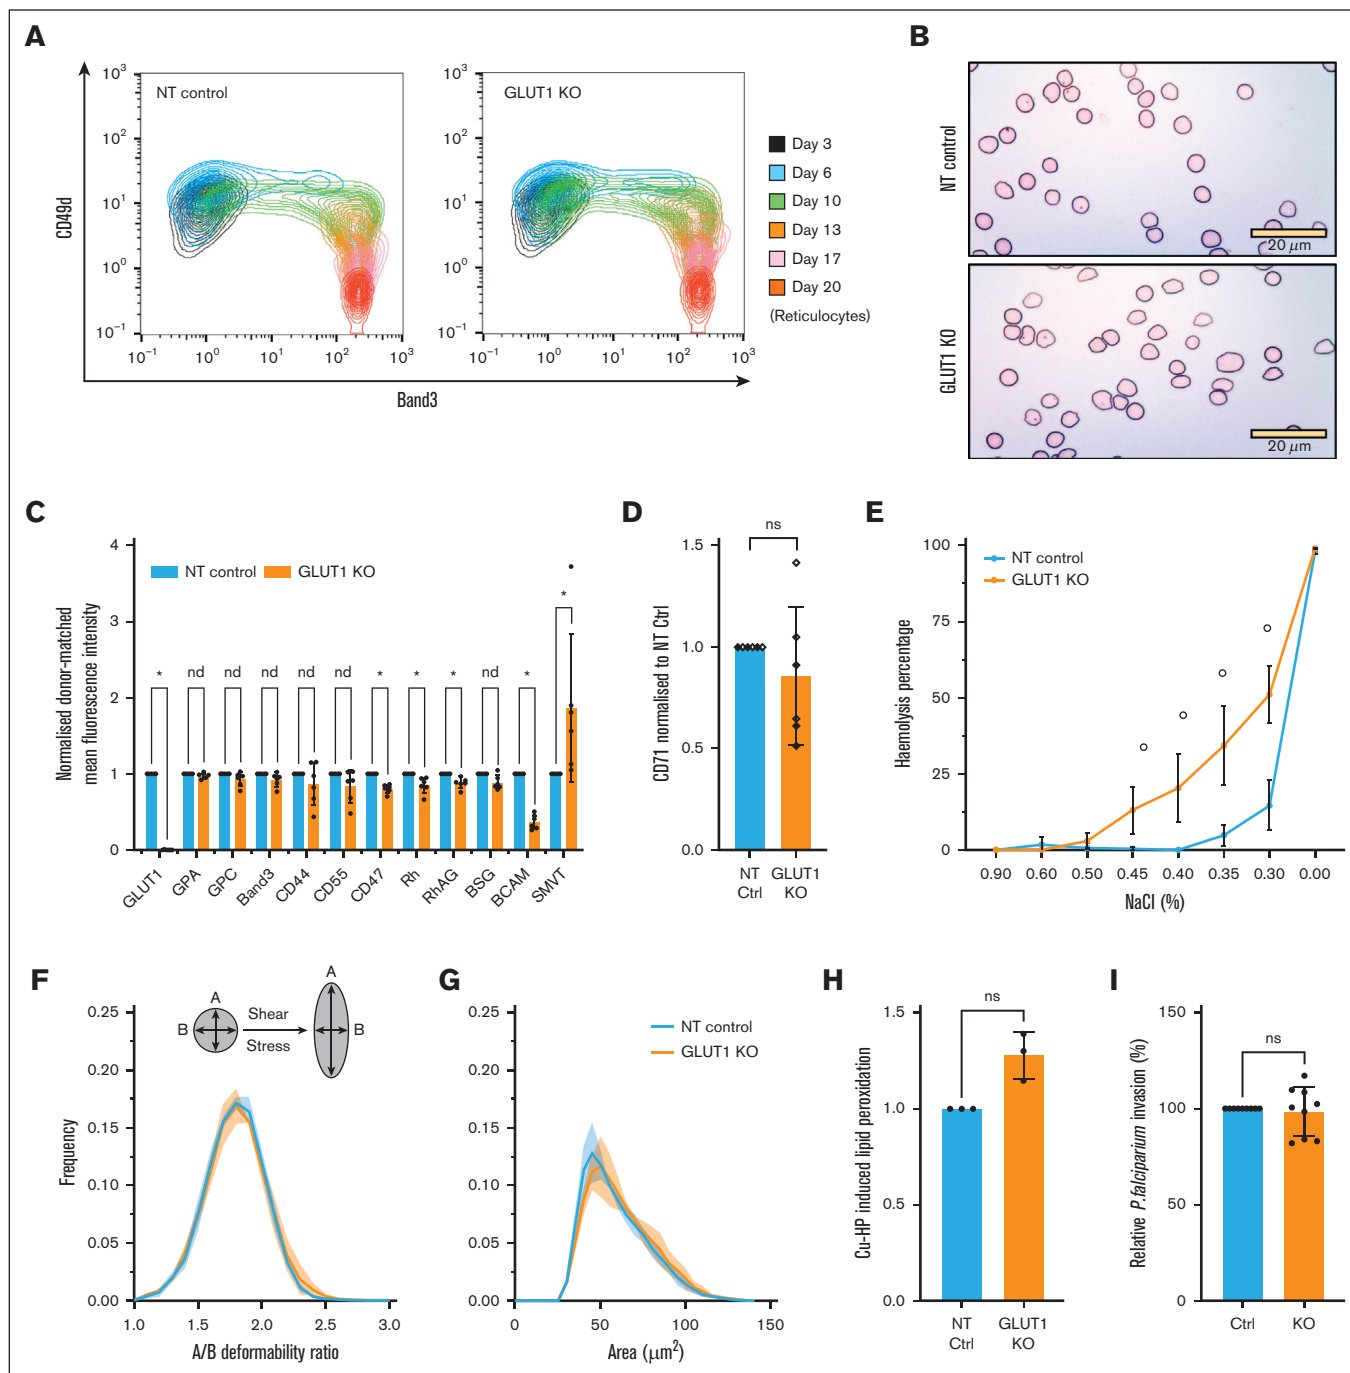 A
CD49d
10³
10²
10¹
10⁰
10⁻¹
NT control
10⁻¹ 10⁰ 10¹ 10² 10³
10³
10²
10¹
10⁰
10⁻¹
GLUT1 KO
10⁻¹ 10⁰ 10¹ 10² 10³
Band3
Day 3
Day 6
Day 10
Day 13
Day 17
Day 20
(Reticulocytes)
B
NT control
20 μm
GLUT1 KO
20 μm
C
Normalised donor-matched
mean fluorescence intensity
4
3
2
1
0
NT control GLUT1 KO
* nd nd nd nd nd * * * nd * *
GLUT1 GPA GPC Band3 CD44 CD55 CD47 Rh RhAG BSG BCAM SMVT
D
CD71 normalised to NT Ctrl
1.5
1.0
0.5
0.0
ns
NT
Ctrl
GLUT1
KO
E
Haemolysis percentage
100
75
50
25
0
NT control
GLUT1 KO
0.90 0.60 0.50 0.45 0.40 0.35 0.30 0.00
NaCl (%)
F
Frequency
0.25
0.20
0.15
0.10
0.05
0.00
A
B
Shear
Stress
A
B
1.0 1.5 2.0 2.5 3.0
A/B deformability ratio
G
0.25
0.20
0.15
0.10
0.05
0.00
NT control
GLUT1 KO
0 50 100 150
Area (μm²)
H
Cu-HP induced lipid peroxidation
1.5
1.0
0.5
0.0
ns
NT
Ctrl
GLUT1
KO
I
Relative P.falciparium invasion (%)
150
100
50
0
ns
Ctrl KO